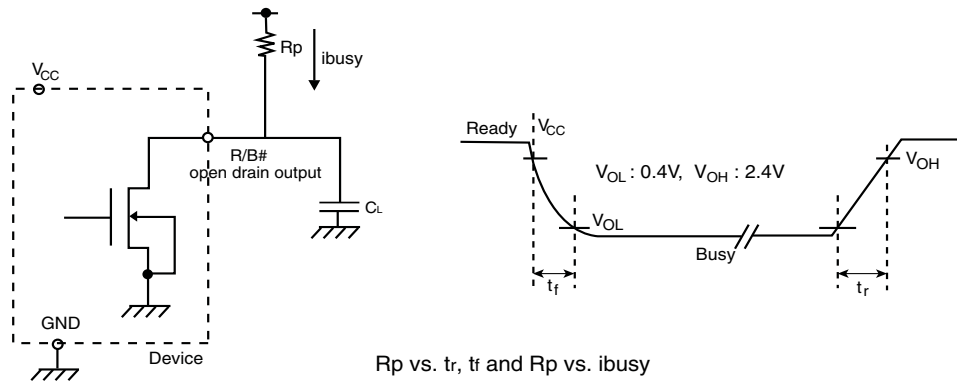 Rp
ibusy
VCC
R/B#
open drain output
CL
GND
Device
Ready
VCC
VOL : 0.4V, VOH : 2.4V
VOH
VOL
Busy
tf
tr
Rp vs. tr, tf and Rp vs. ibusy